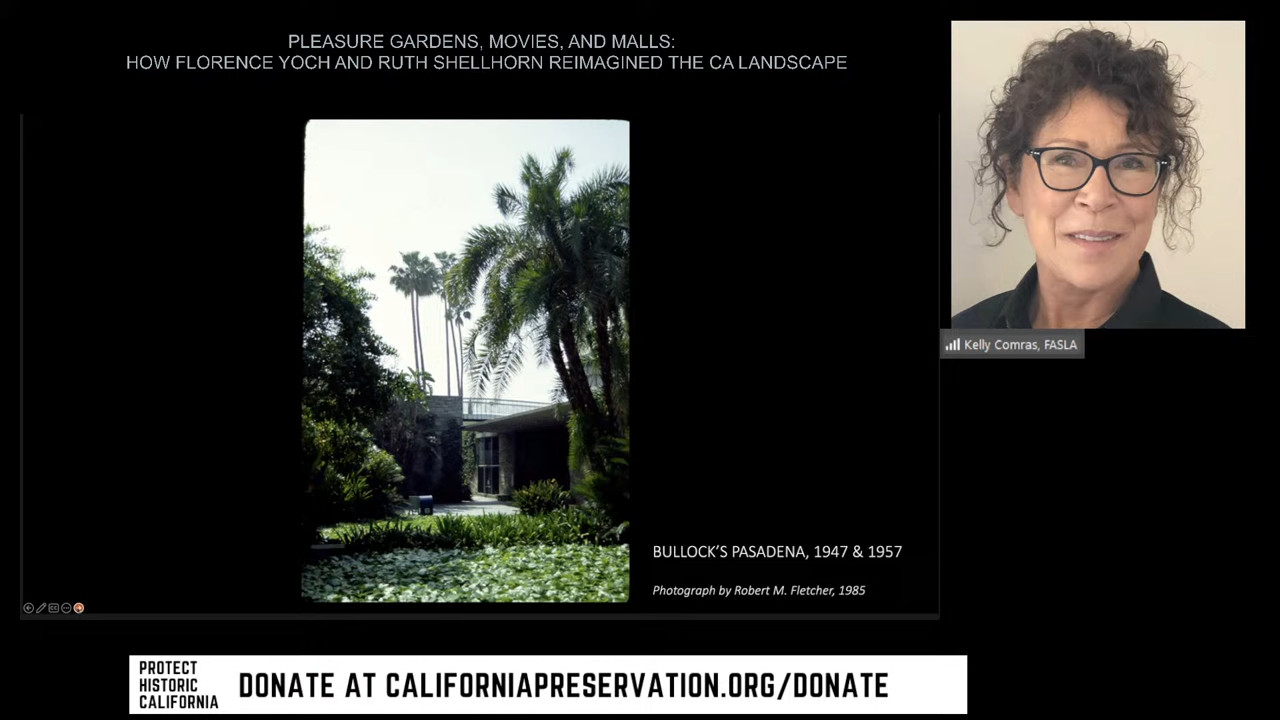 PLEASURE GARDENS, MOVIES, AND MALLS:
HOW FLORENCE YOCH AND RUTH SHELLHORN REIMAGINED THE CA LANDSCAPE
Kelly Comras, FASLA
BULLOCK'S PASADENA, 1947 & 1957
Photograph by Robert M. Fletcher, 1985
PROTECT
HISTORIC
CALIFORNIA
DONATE AT CALIFORNIAPRESERVATION.ORG/DONATE